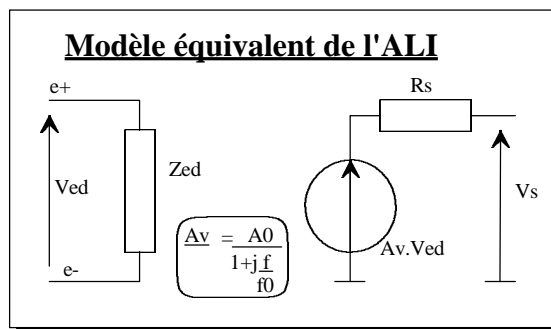 Modèle équivalent de l'ALI
e+
Rs
Ved
Zed
Vs
Av = A0
1+j f
f0
Av.Ved
e-